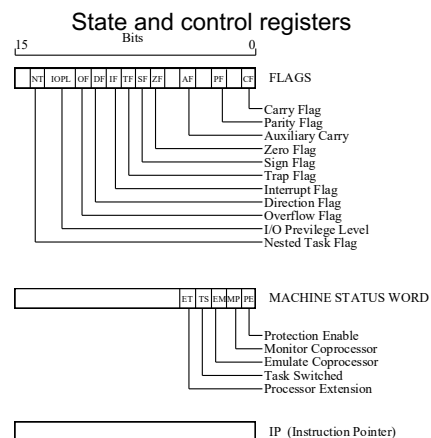 State and control registers
Bits
15 0
NT IOPL OF DF IF TF SF ZF AF PF CF FLAGS
Carry Flag
Parity Flag
Auxiliary Carry
Zero Flag
Sign Flag
Trap Flag
Interrupt Flag
Direction Flag
Overflow Flag
I/O Previlege Level
Nested Task Flag
ET TS EM MP PE MACHINE STATUS WORD
Protection Enable
Monitor Coprocessor
Emulate Coprocessor
Task Switched
Processor Extension
IP (Instruction Pointer)